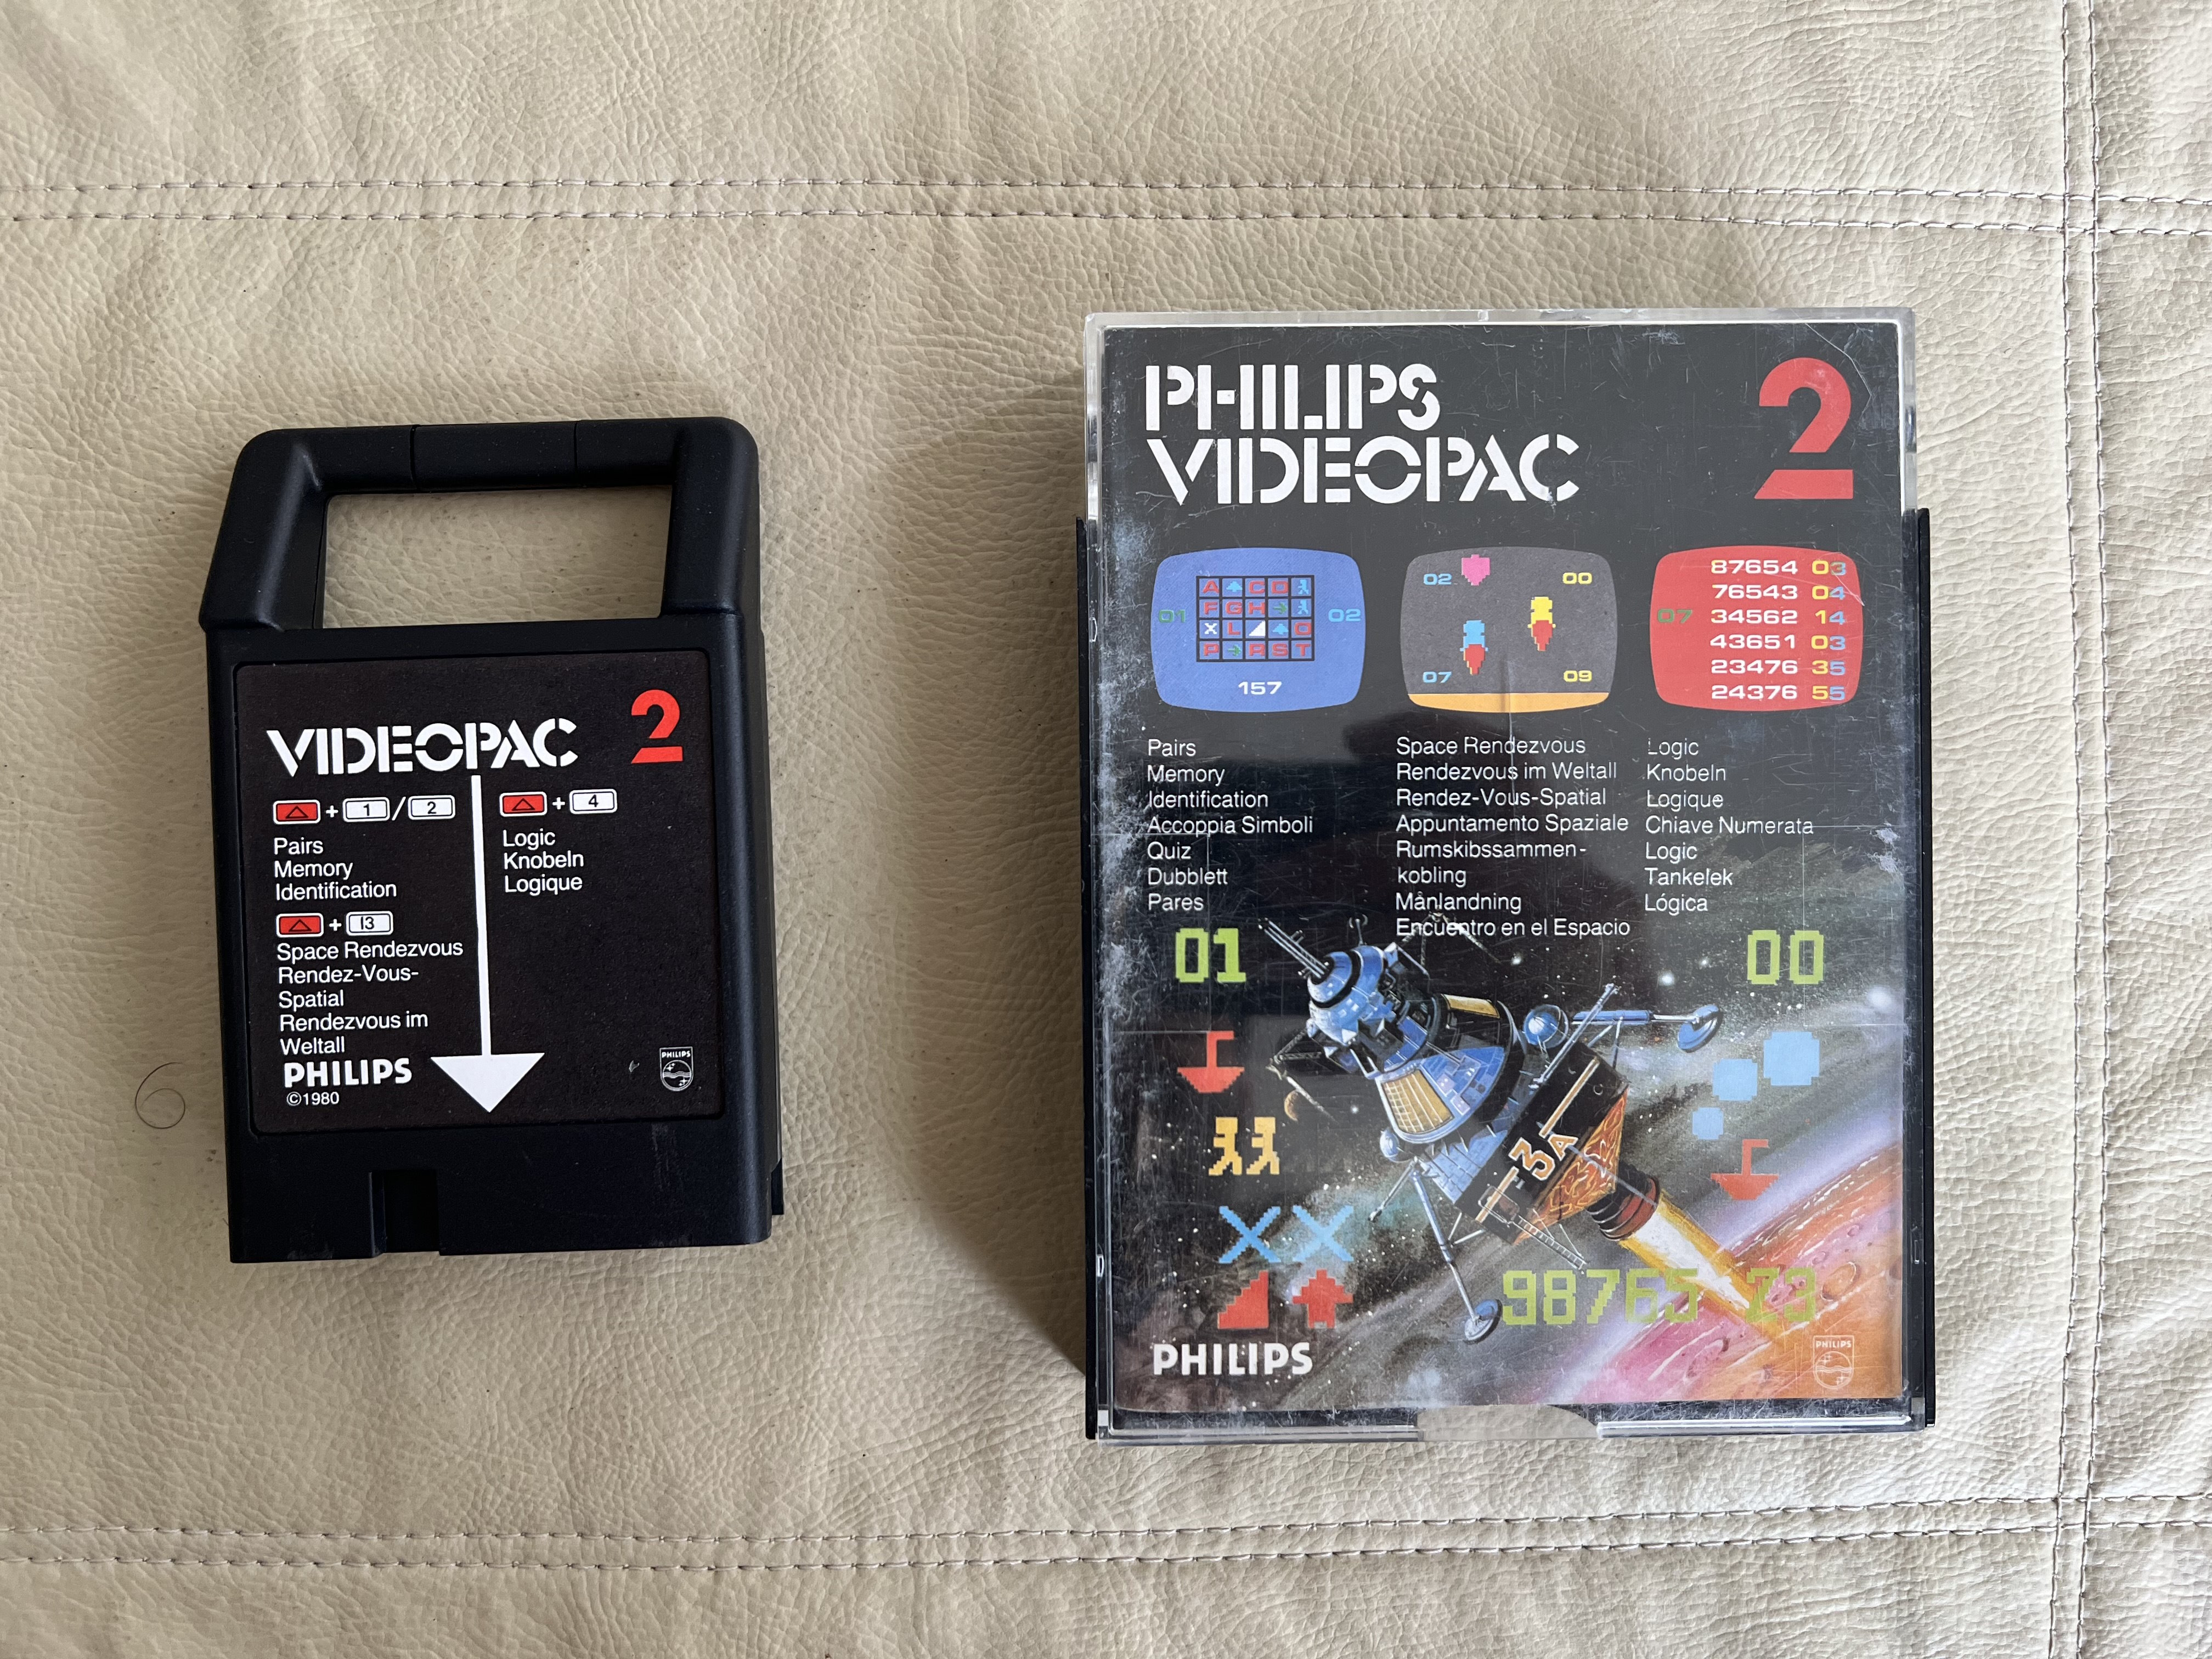 VIDEOPAC 2
+ 1 / 2
Pairs
Memory
Identification
+ 13
Space Rendezvous
Rendez-Vous-
Spatial
Rendezvous im
Weltall
+ 4
Logic
Knobeln
Logique
PHILIPS
©1980
PHILIPS
PHILIPS
VIDEOPAC
2
A C D
F G H
X L O
P R S T
01
02
157
02
00
07
09
07
87654 03
76543 04
34562 14
43651 03
23476 35
24376 55
Pairs
Memory
Identification
Accoppia Simboli
Quiz
Dubblett
Pares
Space Rendezvous
Rendezvous im Weltall
Rendez-Vous-Spatial
Appuntamento Spaziale
Rumskibssammen-
kobling
Månlandning
Encuentro en el Espacio
Logic
Knobeln
Logique
Chiave Numerata
Logic
Tankelek
Lógica
01
00
3A
98765 23
PHILIPS
PHILIPS